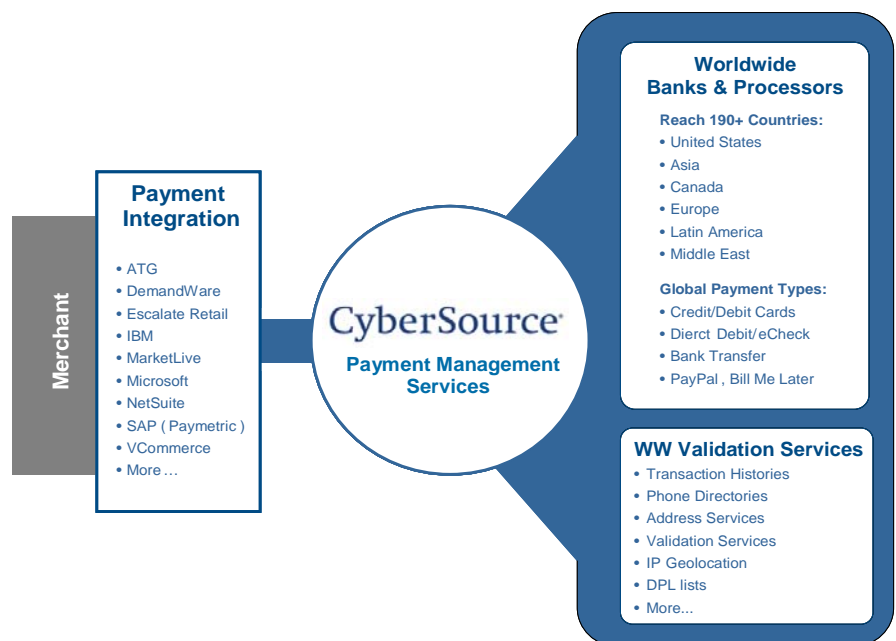 Merchant
Payment
Integration
• ATG
• DemandWare
• Escalate Retail
• IBM
• MarketLive
• Microsoft
• NetSuite
• SAP ( Paymetric )
• VCommerce
• More ...
CyberSource
Payment Management
Services
Worldwide
Banks & Processors
Reach 190+ Countries:
• United States
• Asia
• Canada
• Europe
• Latin America
• Middle East
Global Payment Types:
• Credit/Debit Cards
• Dierct Debit/eCheck
• Bank Transfer
• PayPal , Bill Me Later
WW Validation Services
• Transaction Histories
• Phone Directories
• Address Services
• Validation Services
• IP Geolocation
• DPL lists
• More...